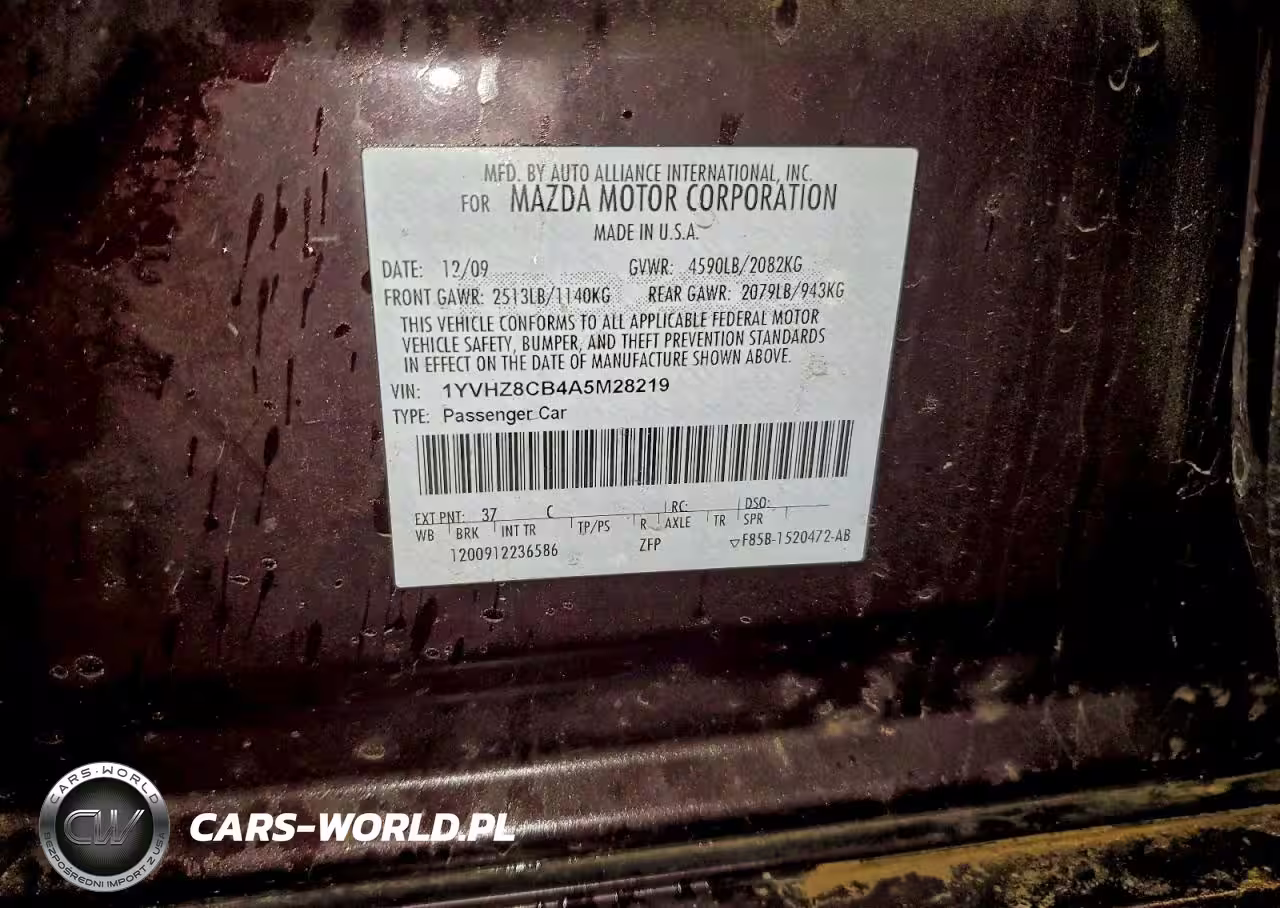 MFD. BY AUTO ALLIANCE INTERNATIONAL, INC.
FOR MAZDA MOTOR CORPORATION
MADE IN U.S.A.
DATE: 12/09 GVWR: 4590LB/2082KG
FRONT GAWR: 2513LB/1140KG REAR GAWR: 2079LB/943KG
THIS VEHICLE CONFORMS TO ALL APPLICABLE FEDERAL MOTOR
VEHICLE SAFETY, BUMPER, AND THEFT PREVENTION STANDARDS
IN EFFECT ON THE DATE OF MANUFACTURE SHOWN ABOVE.
VIN: 1YVHZ8CB4A5M28219
TYPE: Passenger Car
EXT PNT: 37 C RC: DSO:
WB BRK INT TR TP/PS R AXLE TR SPR
1200912236586 ZFP ▽F85B-1520472-AB
CARS-WORLD
CW
BEZPOŚREDNI IMPORT Z USA
CARS-WORLD.PL